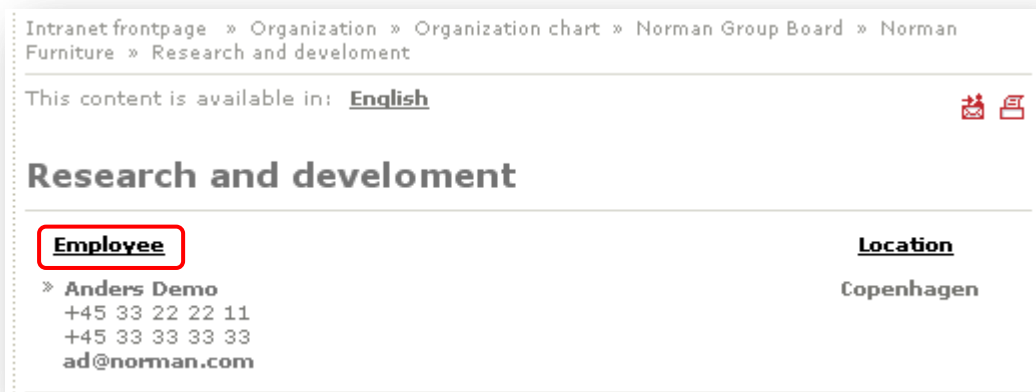 Intranet frontpage » Organization » Organization chart » Norman Group Board » Norman
Furniture » Research and develoment
This content is available in: English
Research and develoment
Employee Location
» Anders Demo Copenhagen
+45 33 22 22 11
+45 33 33 33 33
ad@norman.com